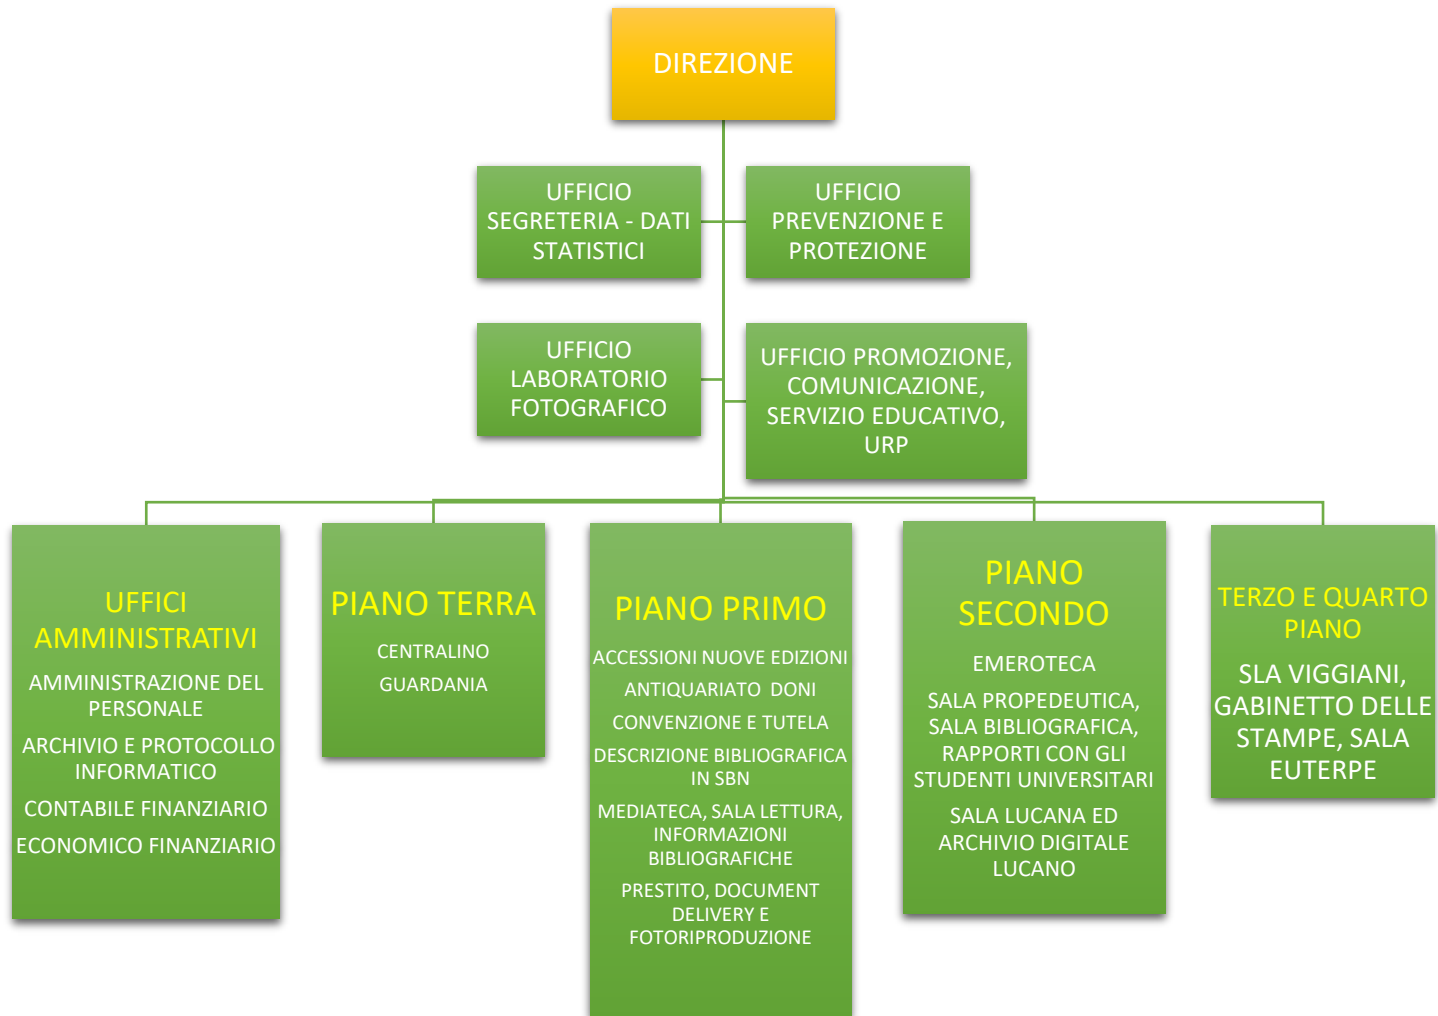 DIREZIONE
UFFICIO
SEGRETERIA - DATI
STATISTICI
UFFICIO
PREVENZIONE E
PROTEZIONE
UFFICIO
LABORATORIO
FOTOGRAFICO
UFFICIO PROMOZIONE,
COMUNICAZIONE,
SERVIZIO EDUCATIVO,
URP
UFFICI
AMMINISTRATIVI
AMMINISTRAZIONE DEL
PERSONALE
ARCHIVIO E PROTOCOLLO
INFORMATICO
CONTABILE FINANZIARIO
ECONOMICO FINANZIARIO
PIANO TERRA
CENTRALINO
GUARDANIA
PIANO PRIMO
ACCESSIONI NUOVE EDIZIONI
ANTIQUARIATO DONI
CONVENZIONE E TUTELA
DESCRIZIONE BIBLIOGRAFICA
IN SBN
MEDIATECA, SALA LETTURA,
INFORMAZIONI
BIBLIOGRAFICHE
PRESTITO, DOCUMENT
DELIVERY E
FOTORIPRODUZIONE
PIANO
SECONDO
EMEROTECA
SALA PROPEDEUTICA,
SALA BIBLIOGRAFICA,
RAPPORTI CON GLI
STUDENTI UNIVERSITARI
SALA LUCANA ED
ARCHIVIO DIGITALE
LUCANO
TERZO E QUARTO
PIANO
SLA VIGGIANI,
GABINETTO DELLE
STAMPE, SALA
EUTERPE